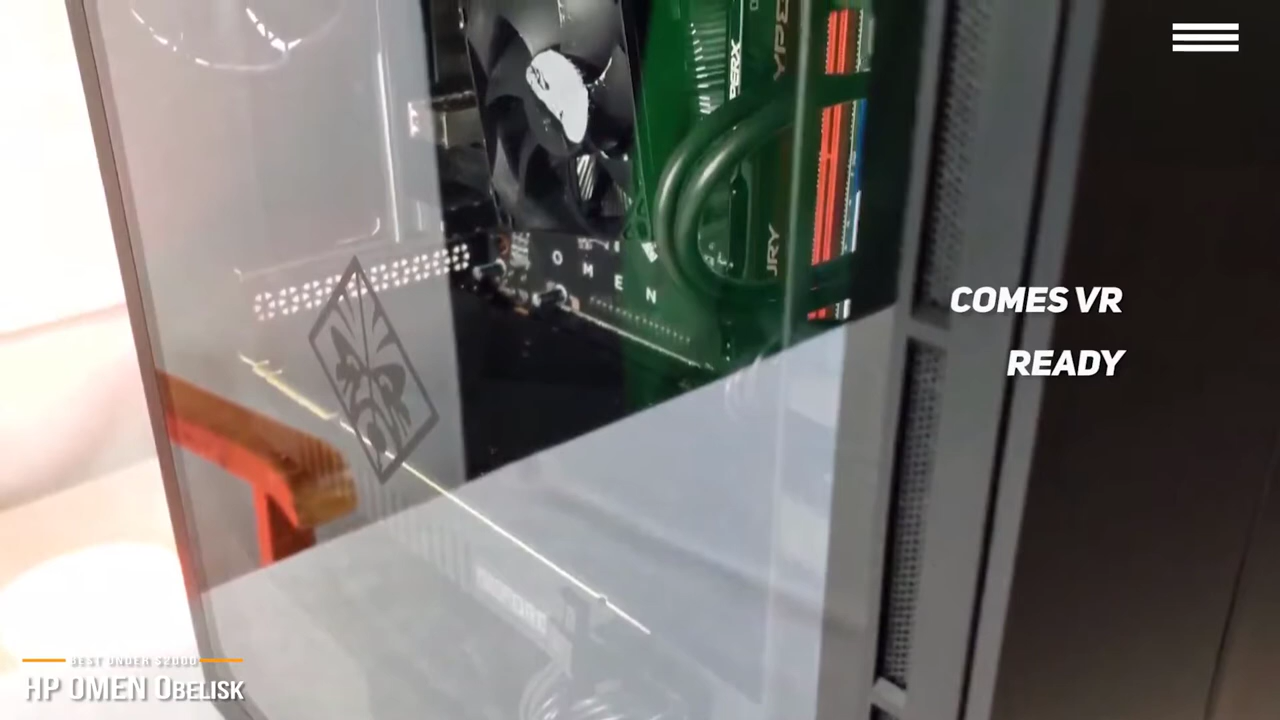 COMES VR
READY
OMEN
BEST UNDER $2000
HP OMEN OBELISK